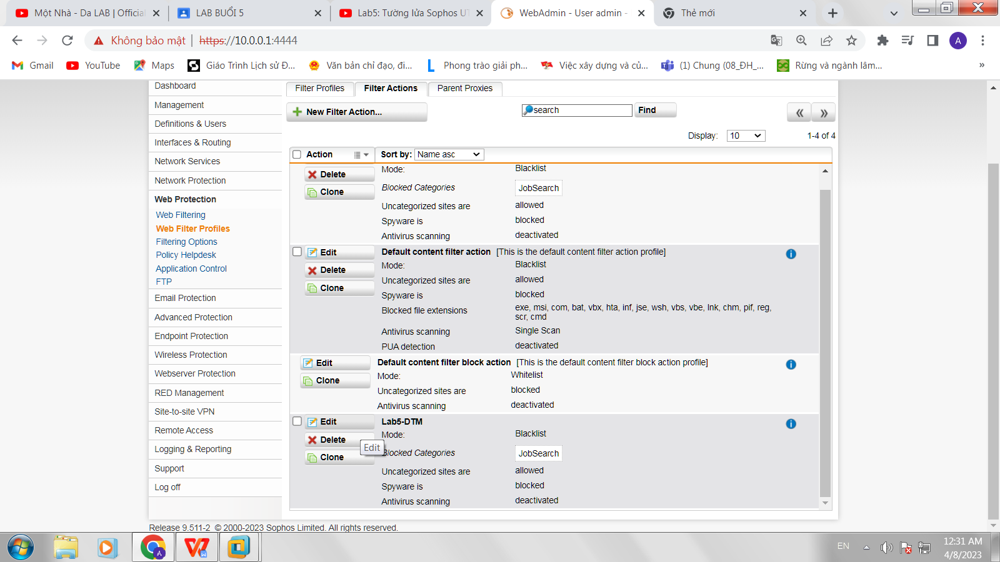 Một Nhà - Da LAB | Official
LAB BUỔI 5
Lab5: Tường lửa Sophos UT
WebAdmin - User admin -
Thẻ mới
Không bảo mật | https://10.0.0.1:4444
A
Gmail
YouTube
Maps
Giáo Trình Lịch sử Đ...
Văn bản chỉ đạo, đi...
Phong trào giải ph...
Việc xây dựng và củ...
(1) Chung (08_ĐH_...
Rừng và ngành lâm...
»
Dashboard
Management
Definitions & Users
Interfaces & Routing
Network Services
Network Protection
Web Protection
Web Filtering
Web Filter Profiles
Filtering Options
Policy Helpdesk
Application Control
FTP
Email Protection
Advanced Protection
Endpoint Protection
Wireless Protection
Webserver Protection
RED Management
Site-to-site VPN
Remote Access
Logging & Reporting
Support
Log off
Filter Profiles
Filter Actions
Parent Proxies
New Filter Action...
search
Find
Display: 10
1-4 of 4
Action
Sort by: Name asc
Delete
Clone
Mode: Blacklist
Blocked Categories JobSearch
Uncategorized sites are allowed
Spyware is blocked
Antivirus scanning deactivated
Edit
Delete
Clone
Default content filter action [This is the default content filter action profile]
Mode: Blacklist
Uncategorized sites are allowed
Spyware is blocked
Blocked file extensions exe, msi, com, bat, vbx, hta, inf, jse, wsh, vbs, vbe, lnk, chm, pif, reg,
scr, cmd
Antivirus scanning Single Scan
PUA detection deactivated
Edit
Clone
Default content filter block action [This is the default content filter block action profile]
Mode: Whitelist
Uncategorized sites are blocked
Antivirus scanning deactivated
Edit
Delete
Clone
Edit
Lab5-DTM
Mode: Blacklist
Blocked Categories JobSearch
Uncategorized sites are allowed
Spyware is blocked
Antivirus scanning deactivated
Release 9.511-2 © 2000-2023 Sophos Limited. All rights reserved.
EN
12:31 AM
4/8/2023